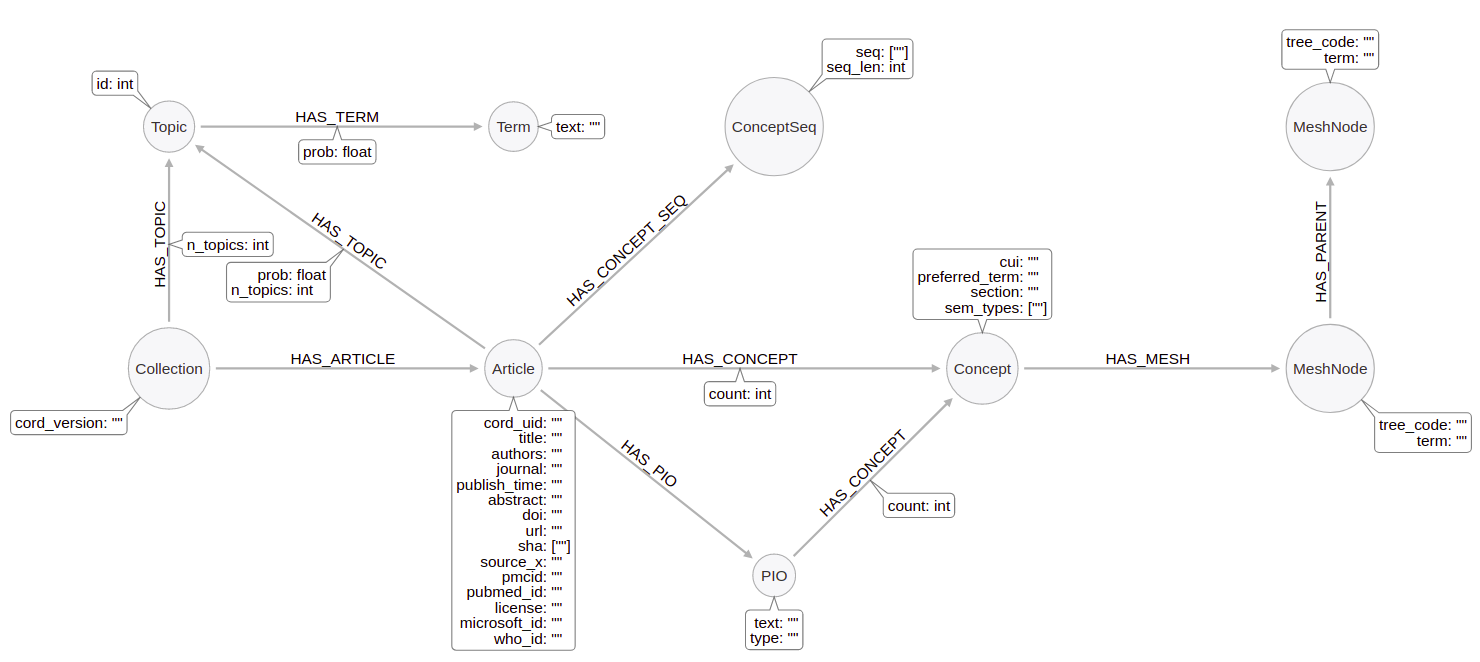 tree_code: ""
term: ""
seq: [""]
seq_len: int
id: int
Topic
HAS_TERM
prob: float
Term
text: ""
ConceptSeq
MeshNode
HAS_TOPIC
n_topics: int
HAS_TOPIC
prob: float
n_topics: int
HAS_CONCEPT_SEQ
HAS_PARENT
cui: ""
preferred_term: ""
section: ""
sem_types: [""]
Collection
cord_version: ""
HAS_ARTICLE
Article
HAS_CONCEPT
count: int
Concept
HAS_MESH
MeshNode
tree_code: ""
term: ""
cord_uid: ""
title: ""
authors: ""
journal: ""
publish_time: ""
abstract: ""
doi: ""
url: ""
sha: [""]
source_x: ""
pmcid: ""
pubmed_id: ""
license: ""
microsoft_id: ""
who_id: ""
HAS_PIO
HAS_CONCEPT
count: int
PIO
text: ""
type: ""